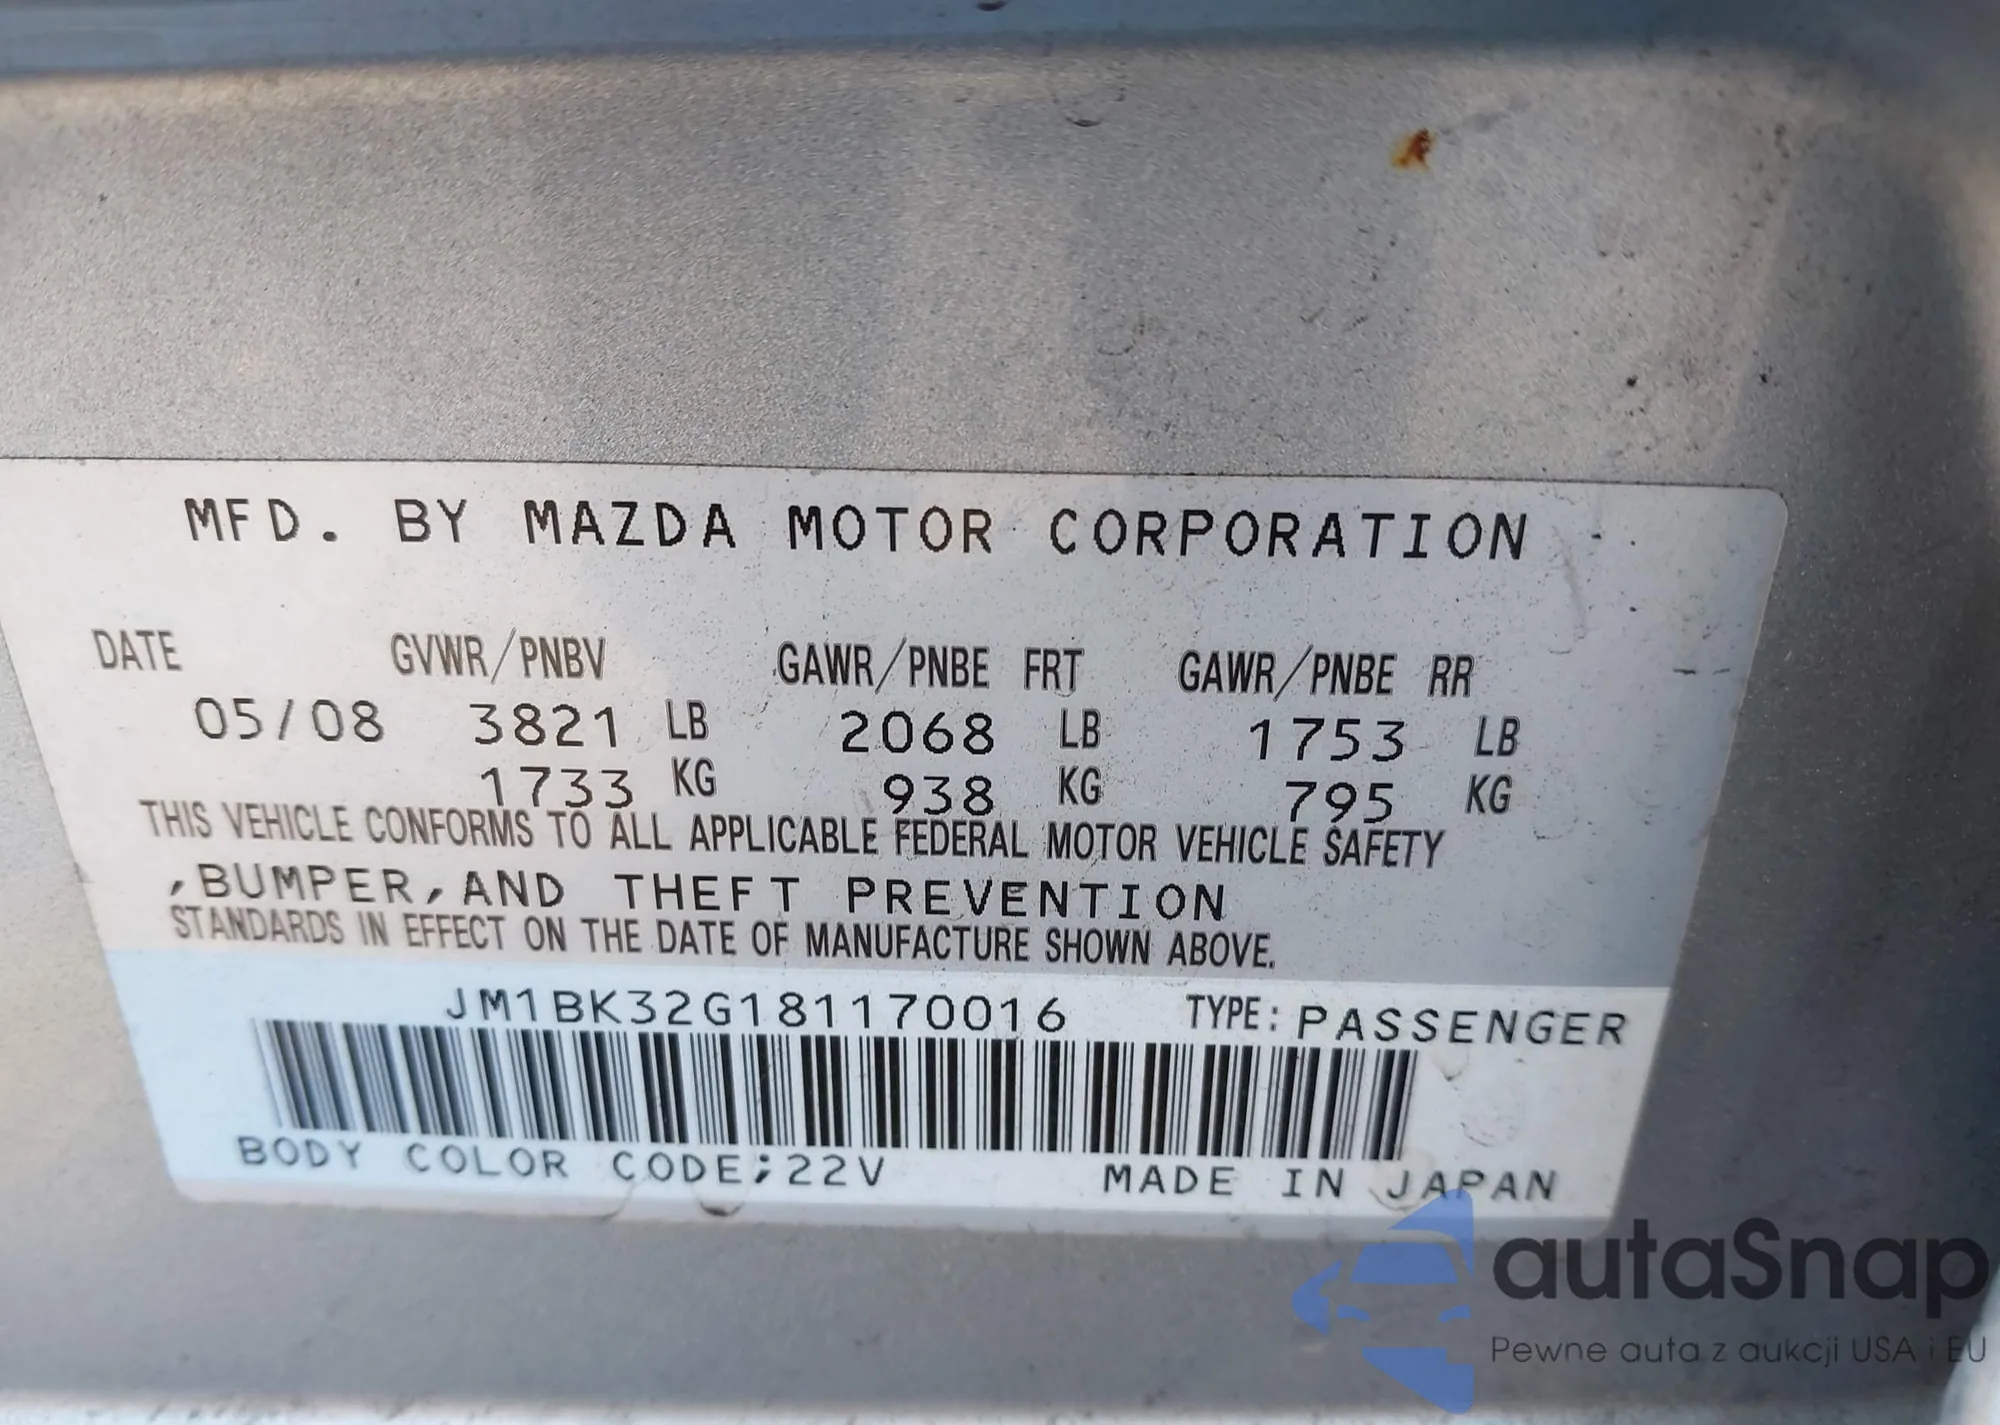 MFD. BY MAZDA MOTOR CORPORATION
DATE GVWR/PNBV GAWR/PNBE FRT GAWR/PNBE RR
05/08 3821 LB 2068 LB 1753 LB
1733 KG 938 KG 795 KG
THIS VEHICLE CONFORMS TO ALL APPLICABLE FEDERAL MOTOR VEHICLE SAFETY
,BUMPER,AND THEFT PREVENTION
STANDARDS IN EFFECT ON THE DATE OF MANUFACTURE SHOWN ABOVE.
JM1BK32G181170016 TYPE: PASSENGER
BODY COLOR CODE;22V MADE IN JAPAN
autaSnap
Pewne auta z aukcji USA i EU